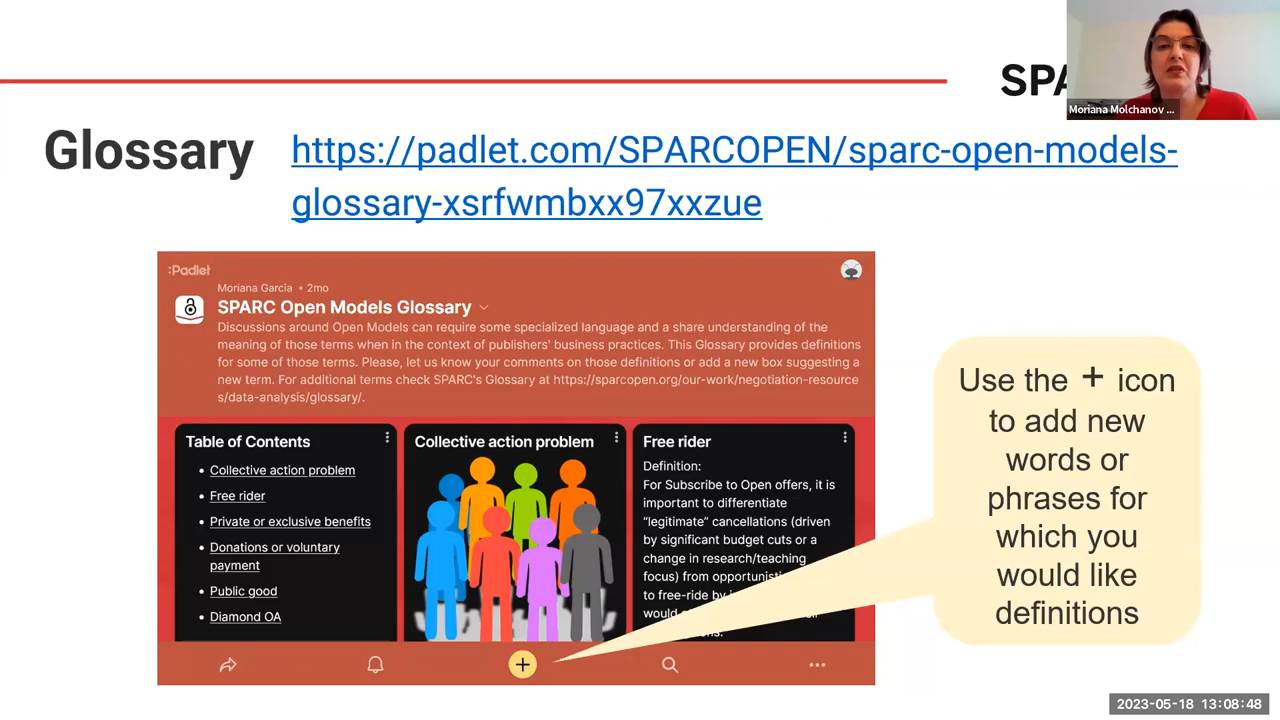 SPA
Moriana Molchanov ...
Glossary
https://padlet.com/SPARCOPEN/sparc-open-models-
glossary-xsrfwmbxx97xxzue
:Padlet
Moriana Garcia • 2mo
SPARC Open Models Glossary
Discussions around Open Models can require some specialized language and a share understanding of the
meaning of those terms when in the context of publishers' business practices. This Glossary provides definitions
for some of those terms. Please, let us know your comments on those definitions or add a new box suggesting a
new term. For additional terms check SPARC's Glossary at https://sparcopen.org/our-work/negotiation-resource
s/data-analysis/glossary/.
Table of Contents
• Collective action problem
• Free rider
• Private or exclusive benefits
• Donations or voluntary
payment
• Public good
• Diamond OA
Collective action problem
Free rider
Definition:
For Subscribe to Open offers, it is
important to differentiate
"legitimate" cancellations (driven
by significant budget cuts or a
change in research/teaching
focus) from
to free-ride by
would
Use the + icon
to add new
words or
phrases for
which you
would like
definitions
2023-05-18 13:08:48